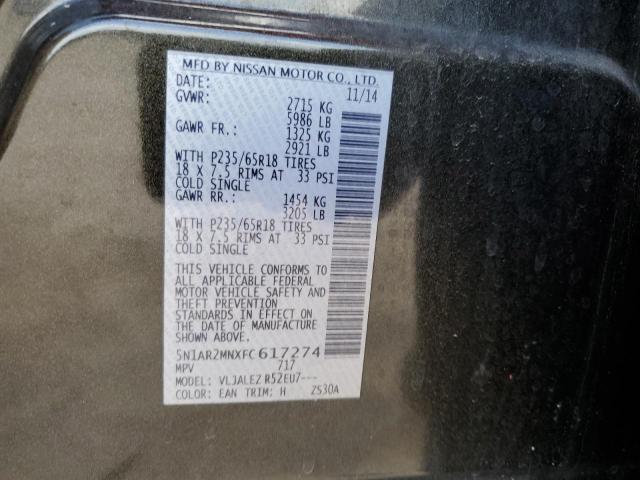 MFD BY NISSAN MOTOR CO., LTD.
DATE: 11/14
GVWR: 2715 KG
5986 LB
GAWR FR.: 1325 KG
2921 LB
WITH P235/65R18 TIRES
18 X 7.5 RIMS AT 33 PSI
COLD SINGLE
GAWR RR.: 1454 KG
3205 LB
WITH P235/65R18 TIRES
18 X 7.5 RIMS AT 33 PSI
COLD SINGLE
THIS VEHICLE CONFORMS TO
ALL APPLICABLE FEDERAL
MOTOR VEHICLE SAFETY AND
THEFT PREVENTION
STANDARDS IN EFFECT ON
THE DATE OF MANUFACTURE
SHOWN ABOVE.
5N1AR2MNXFC617274
MPV 717
MODEL: VLJALEZ R52EU7---
COLOR: EAN TRIM: H ZS30A